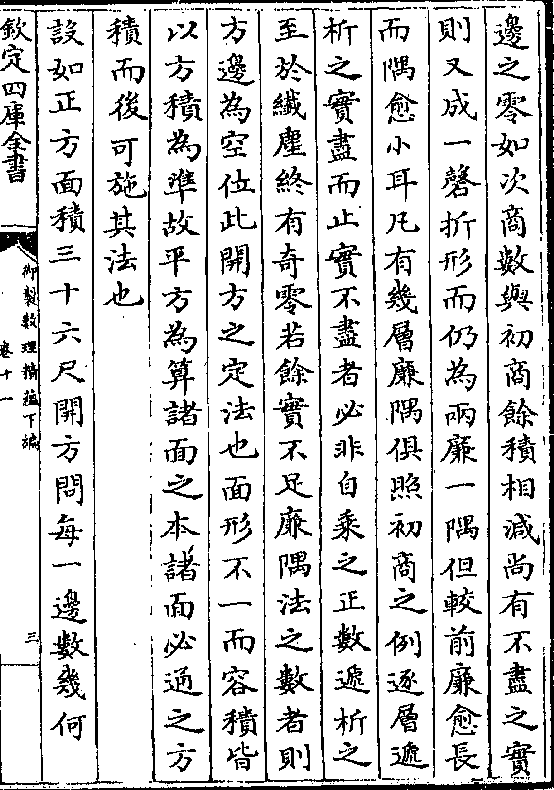 邊之零如次商數與初商餘積相減尚有不盡之實
則又成一磬折形而仍為兩廉一隅但較前廉愈長
而隅愈小耳凡有幾層廉隅俱照初商之例逐層遞
析之實盡而止實不盡者必非自乘之正數遞析之
至於纖塵終有奇零若餘實不足廉隅法之數者則
方邊為空位此開方之定法也面形不一而容積皆
以方積為準故平方為算諸面之本諸面必通之方
積而後可施其法也
設如正方面積三十六尺開方問每一邊數幾何
欽定四庫全書
御製數理精蘊下編
卷十一
三